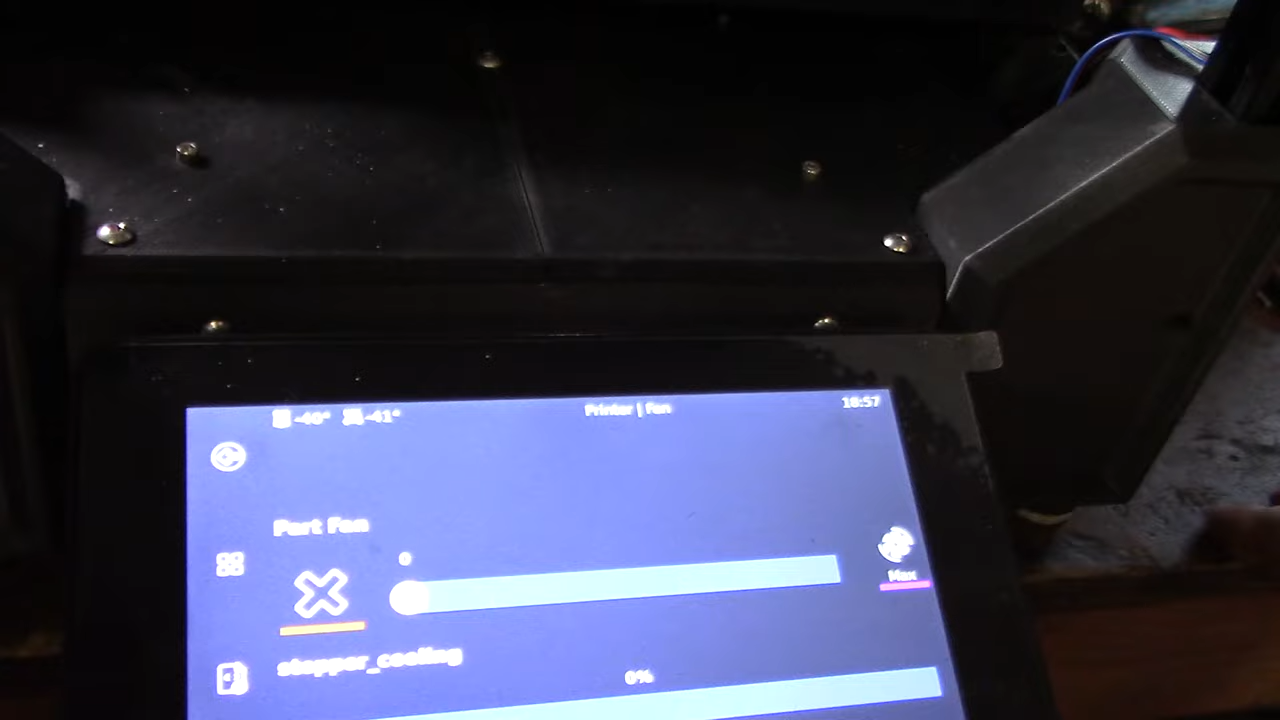 -40° -41° Printer | Fan 18:57
Part Fan
0
Max
stepper_cooling
0%